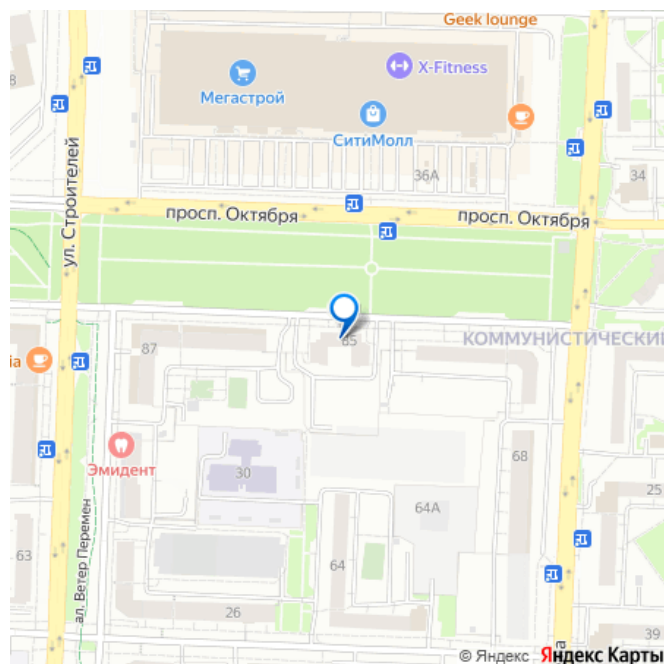 Geek lounge
X-Fitness
Мегастрой
СитиМолл
8
36А
34
просп. Октября
просп. Октября
ул. Строителей
КОММУНИСТИЧЕСКИЙ
87
85
ia
Эмидент
30
68
25
64А
ал. Ветер Перемен
63
64
26
39
а
© Яндекс Яндекс Карты